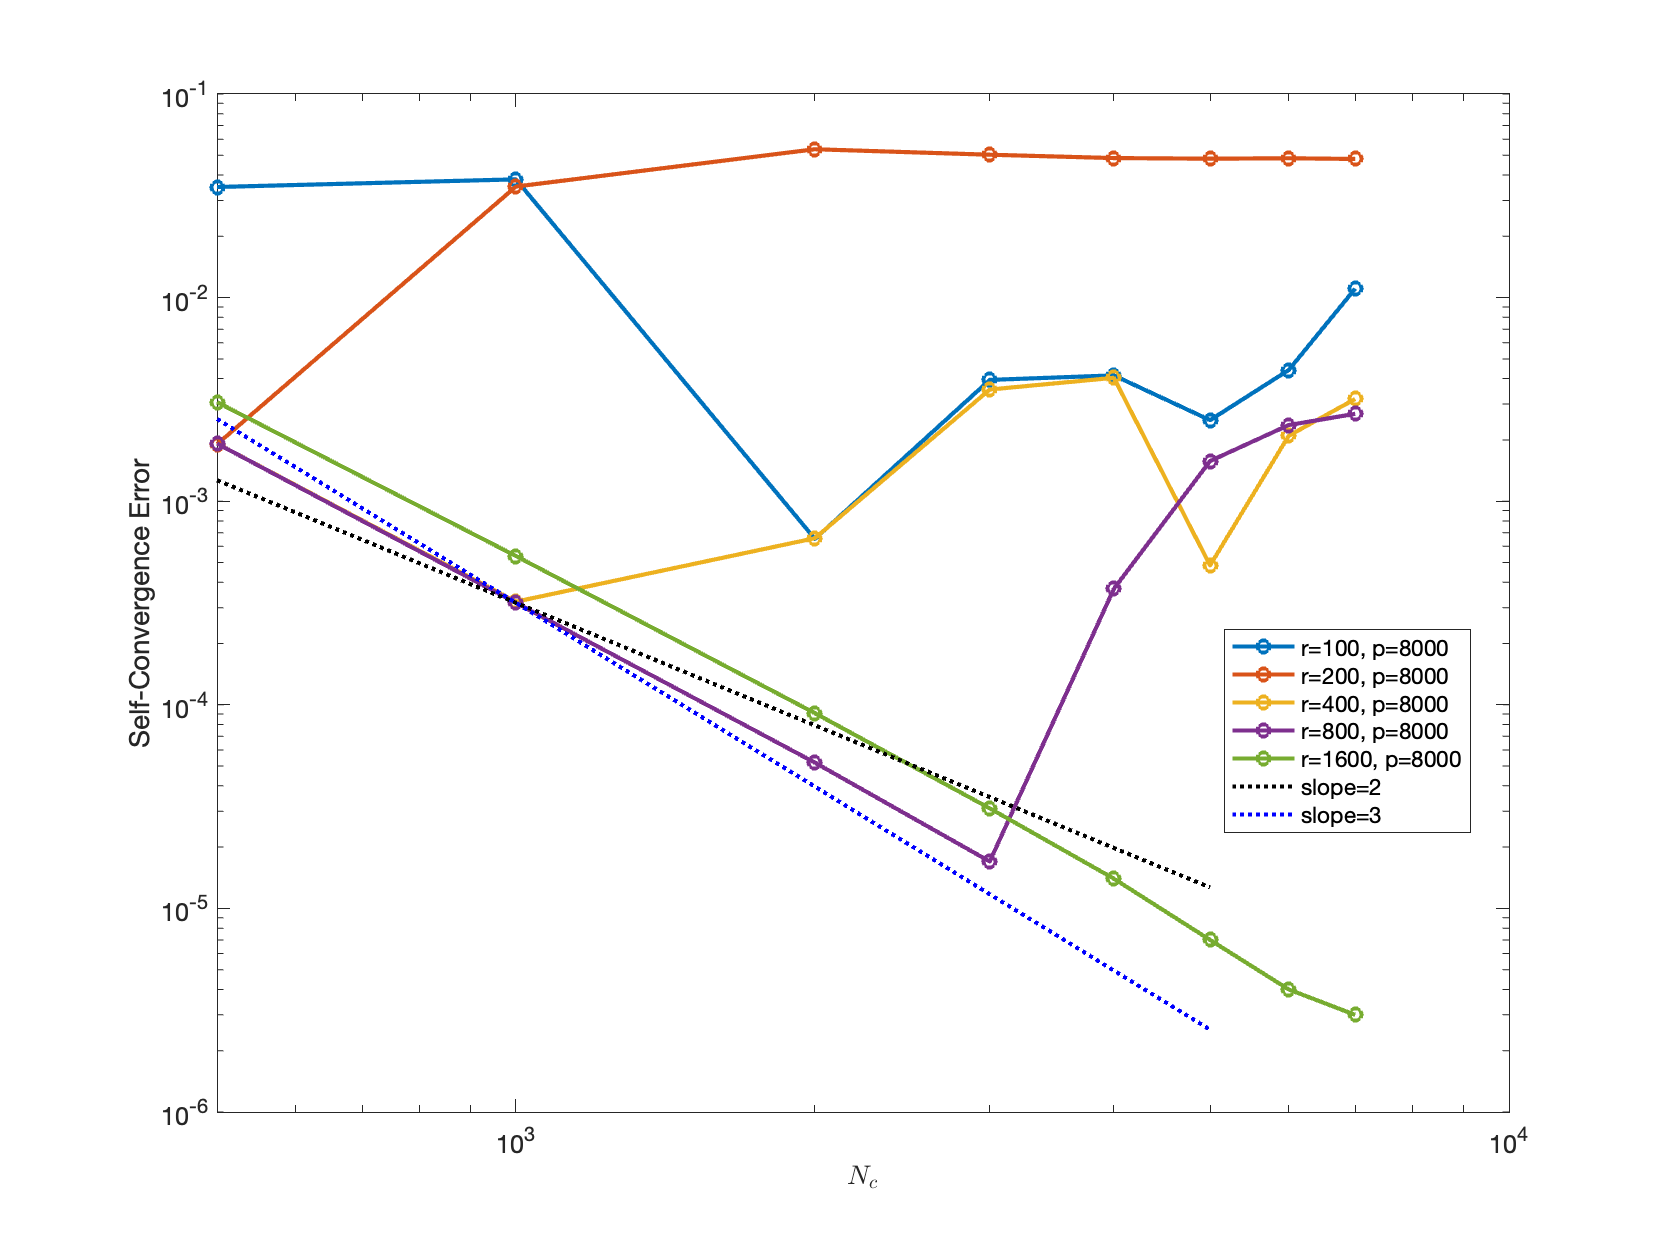 10^-1
10^-2
10^-3
10^-4
10^-5
10^-6
Self-Convergence Error
r=100, p=8000
r=200, p=8000
r=400, p=8000
r=800, p=8000
r=1600, p=8000
slope=2
slope=3
10^3
10^4
N_c